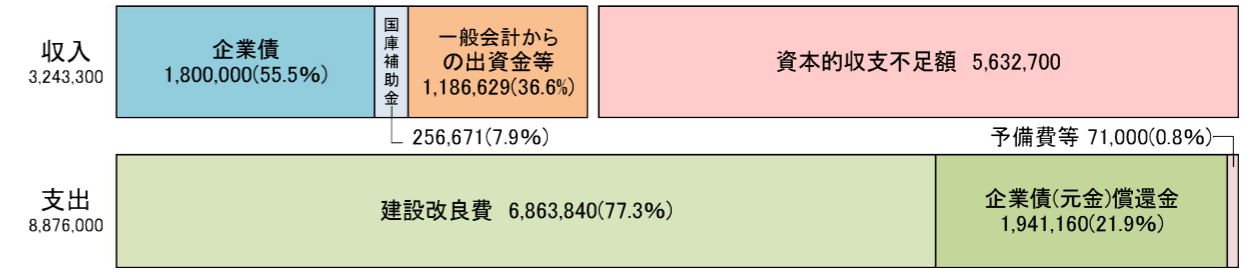 収入
3,243,300
企業債
1,800,000(55.5%)
国庫補助金
一般会計から
の出資金等
1,186,629(36.6%)
資本的収支不足額 5,632,700
256,671(7.9%)
予備費等 71,000(0.8%)
支出
8,876,000
建設改良費 6,863,840(77.3%)
企業債(元金)償還金
1,941,160(21.9%)